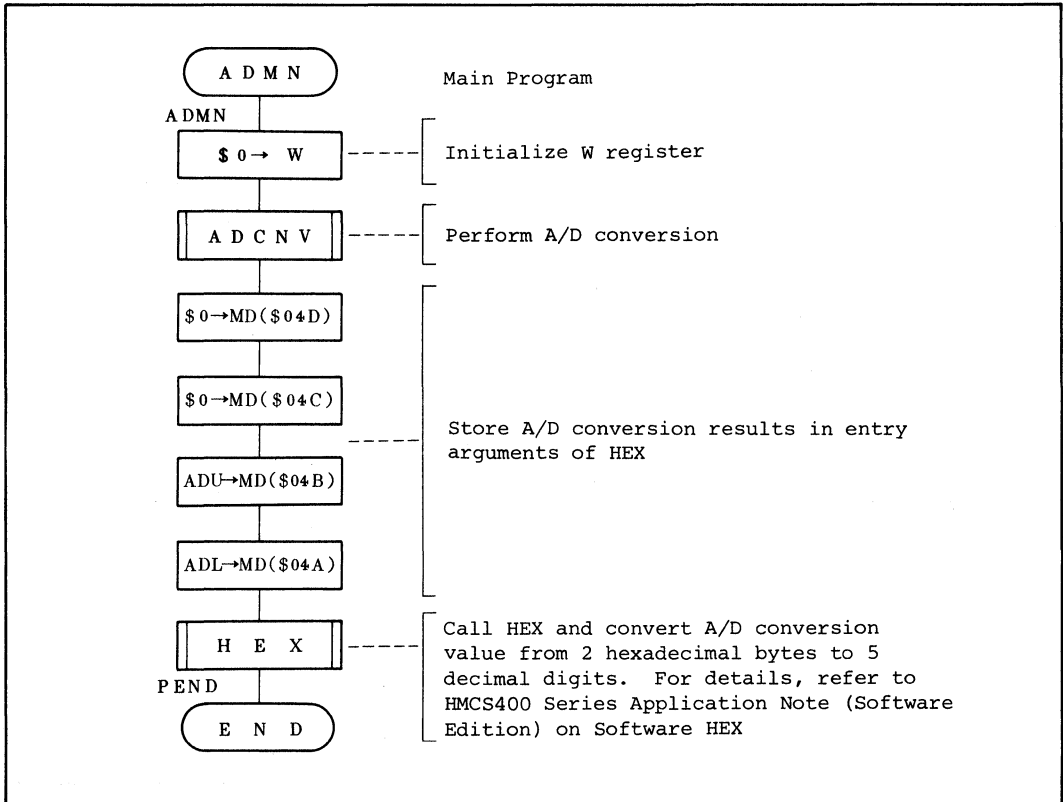 A D M N
Main Program
ADMN
$ 0 → W
Initialize W register
A D C N V
Perform A/D conversion
$ 0→MD($04D)
$ 0→MD($04C)
Store A/D conversion results in entry
arguments of HEX
ADU→MD($04B)
ADL→MD($04A)
H E X
Call HEX and convert A/D conversion
value from 2 hexadecimal bytes to 5
decimal digits. For details, refer to
HMCS400 Series Application Note (Software
Edition) on Software HEX
PEND
E N D